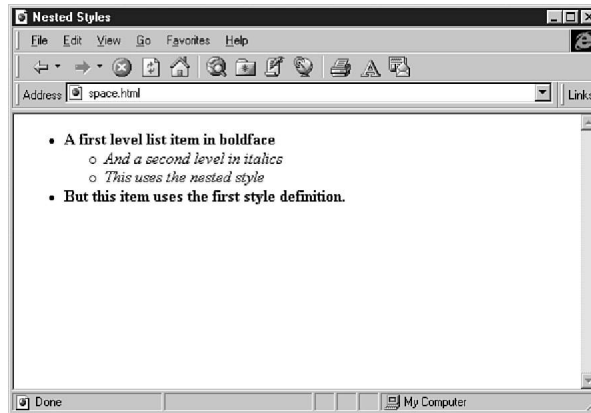 Nested Styles
File Edit View Go Favorites Help
Address space.html Links
A first level list item in boldface
And a second level in italics
This uses the nested style
But this item uses the first style definition.
Done My Computer